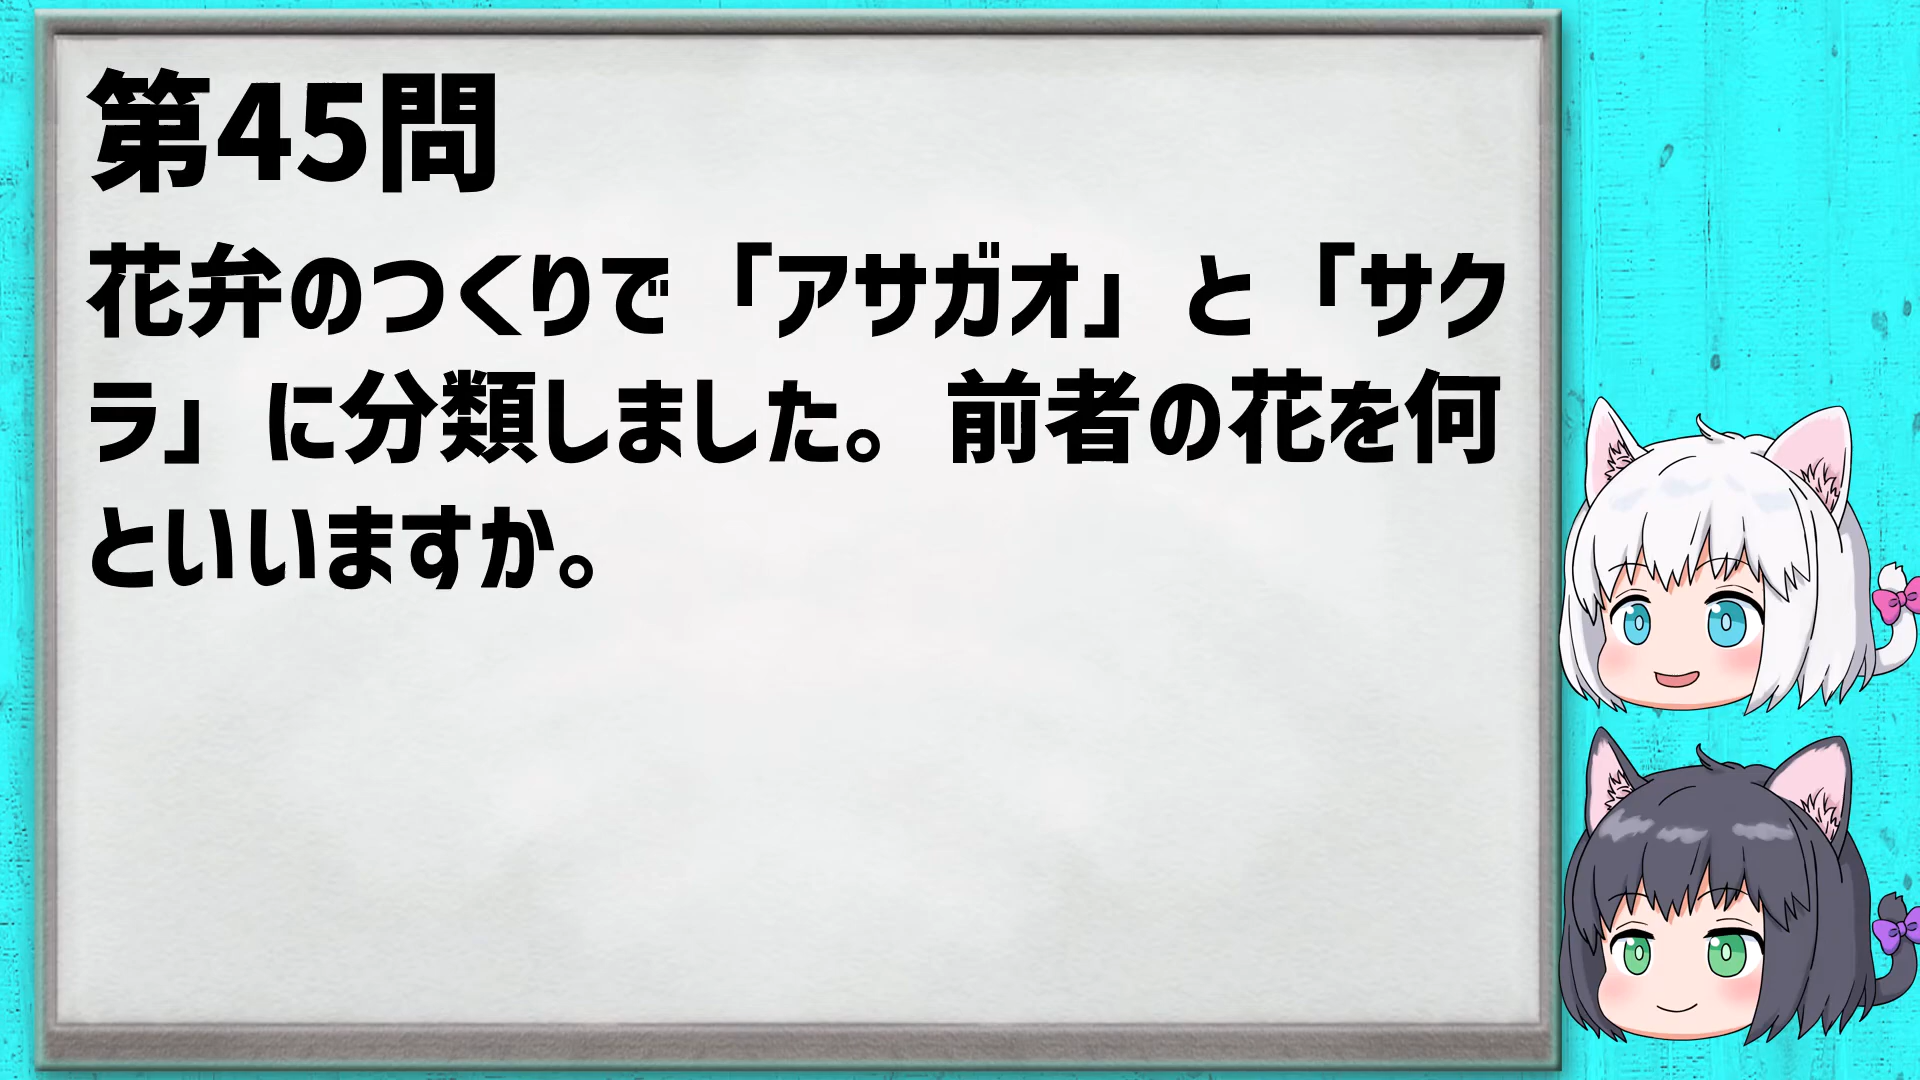 第45問
花弁のつくりで「アサガオ」と「サク
ラ」に分類しました。前者の花を何
といいますか。